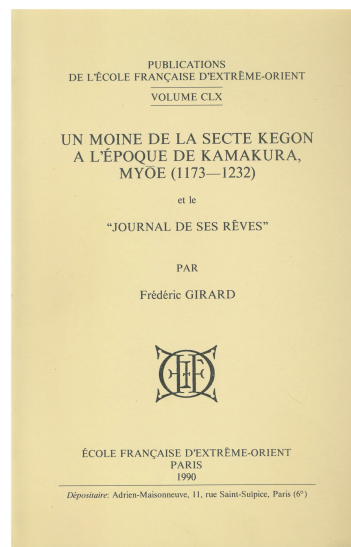 PUBLICATIONS
DE L'ÉCOLE FRANÇAISE D'EXTRÊME-ORIENT
VOLUME CLX
UN MOINE DE LA SECTE KEGON
A L'ÉPOQUE DE KAMAKURA,
MYŌE (1173—1232)
et le
"JOURNAL DE SES RÊVES"
PAR
Frédéric GIRARD
ÉCOLE FRANÇAISE D'EXTRÊME-ORIENT
PARIS
1990
Dépositaire: Adrien-Maisonneuve, 11, rue Saint-Sulpice, Paris (6°)